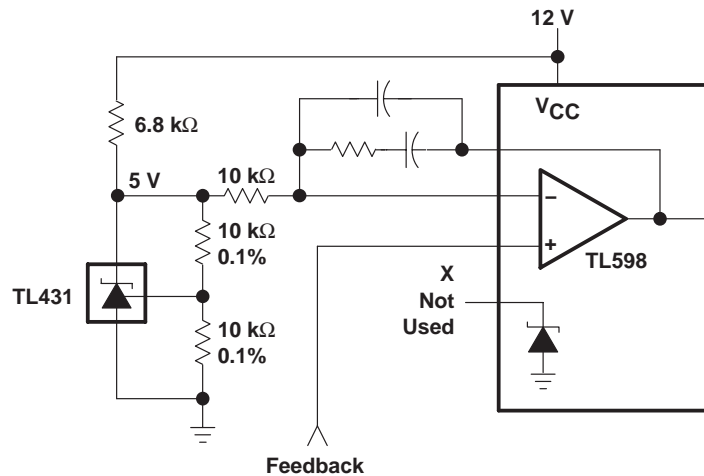 12 V
6.8 kΩ
VCC
5 V
10 kΩ
10 kΩ
0.1%
−
+
TL598
TL431
X
Not
Used
10 kΩ
0.1%
Feedback